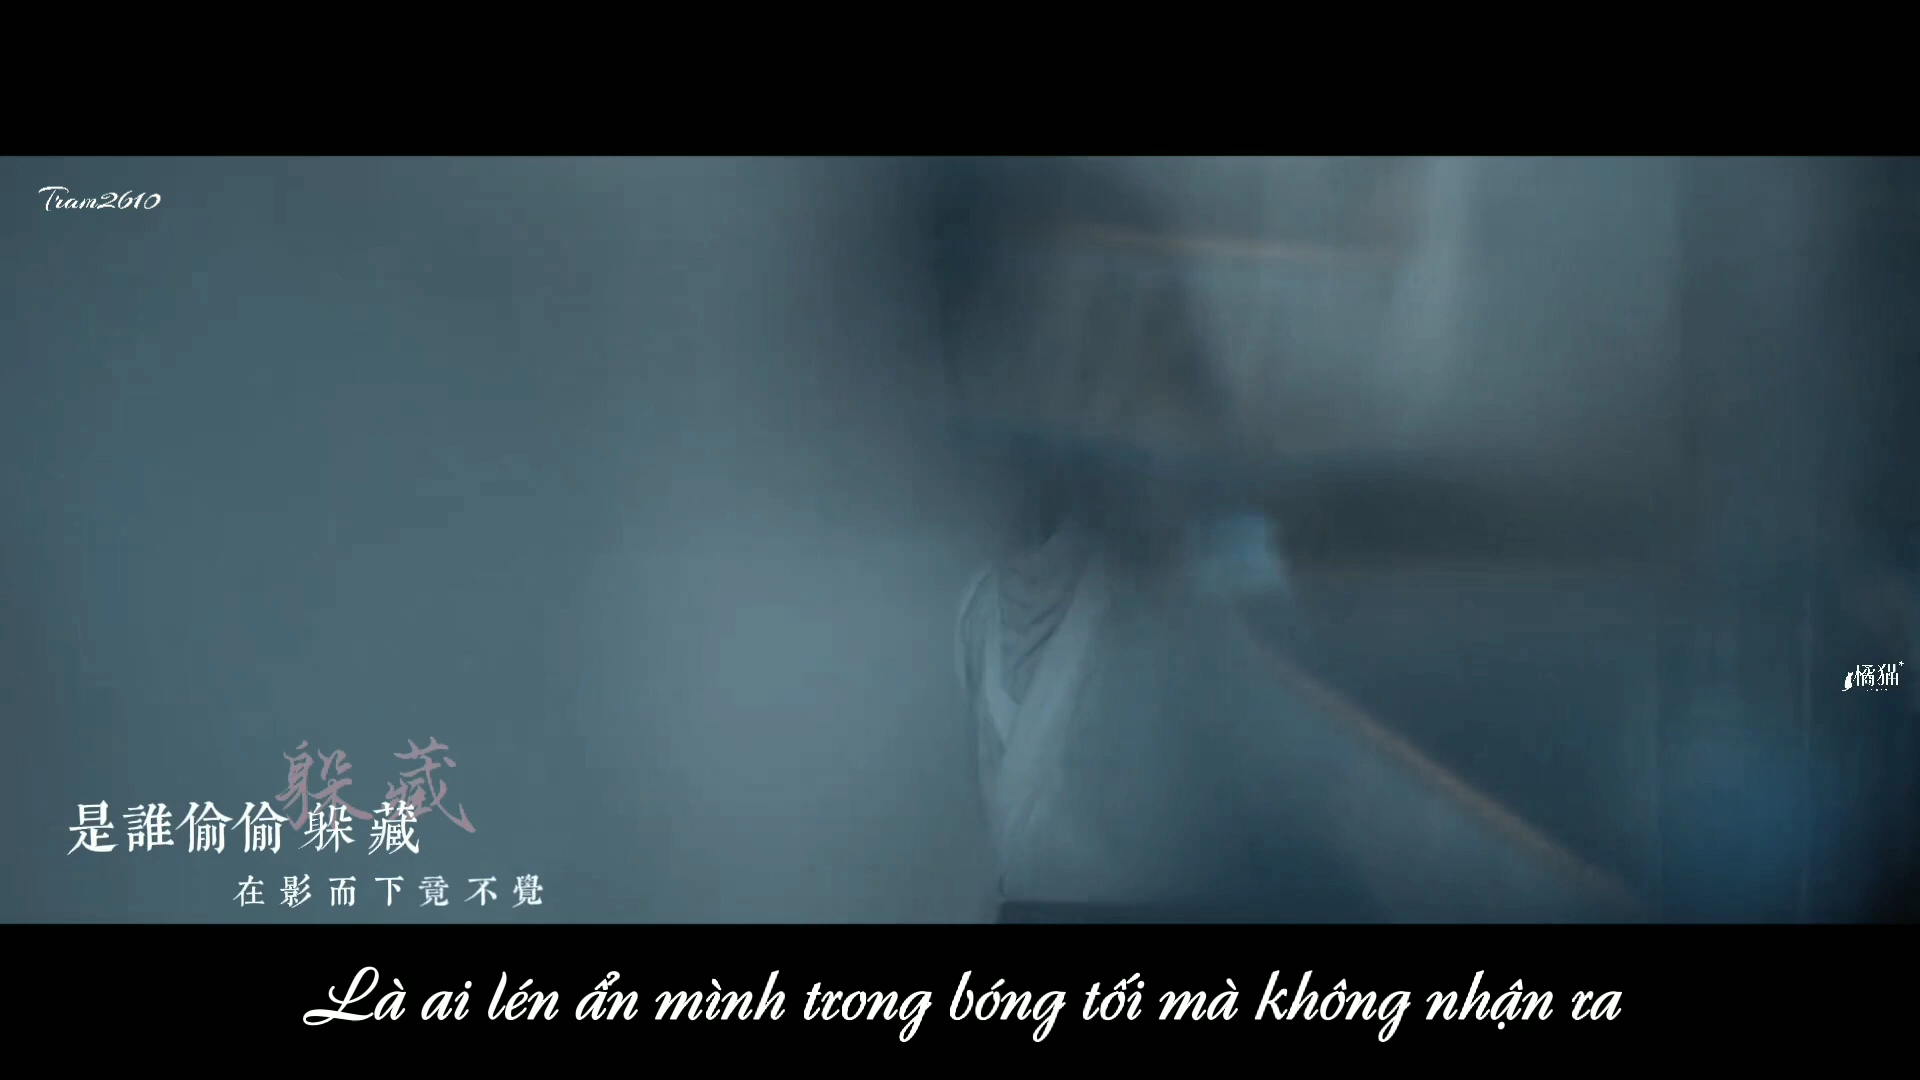 Tram2610
橘猫
躲藏
是誰偷偷躲藏
在影而下竟不覺
Là ai lén ẩn mình trong bóng tối mà không nhận ra